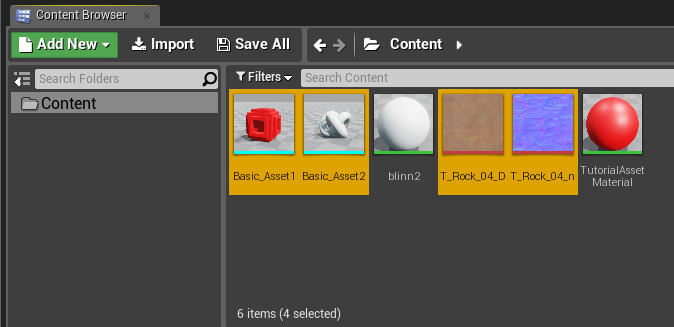 Content Browser
Add New Import Save All Content
Search Folders Filters Search Content
Content
Basic_Asset1 Basic_Asset2 blinn2 T_Rock_04_D T_Rock_04_n TutorialAsset
Material
6 items (4 selected)